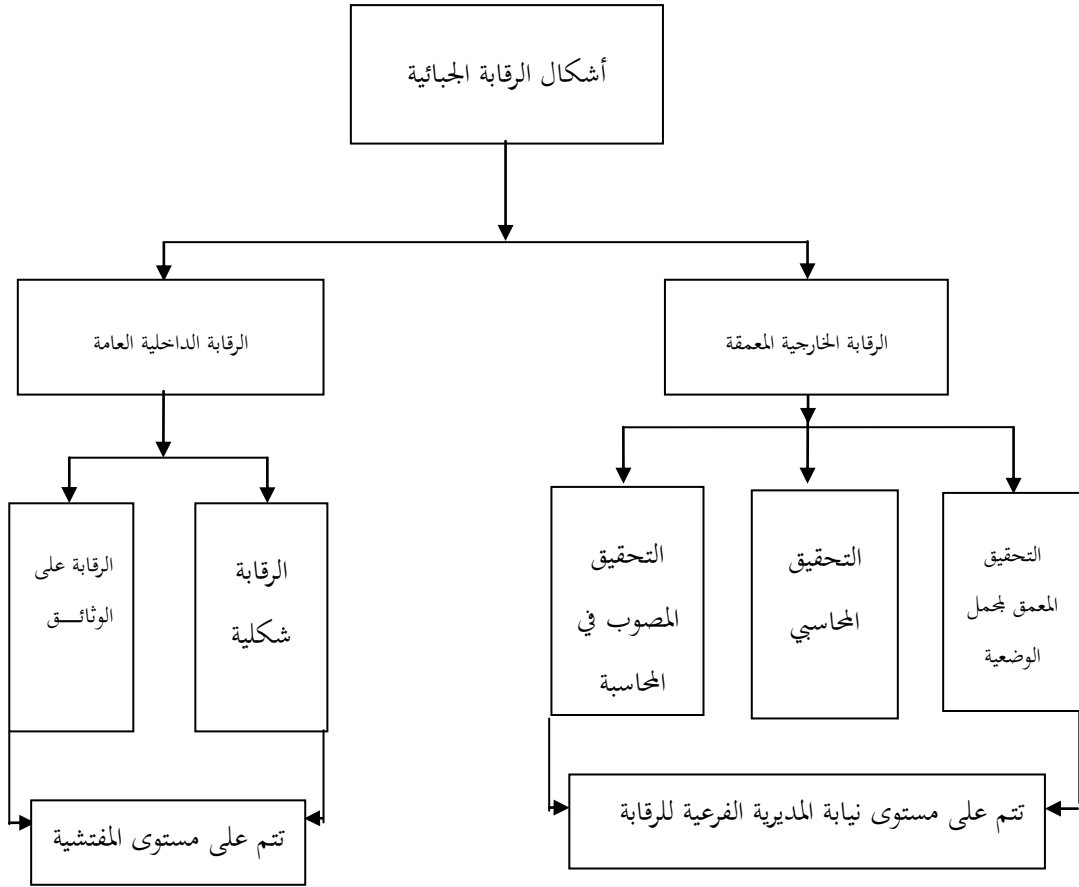 أشكال الرقابة الجبائية
الرقابة الخارجية المعمقة
الرقابة الداخلية العامة
التحقيق
المعمق لمجمل
الوضعية
التحقيق
المحاسبي
التحقيق
المصوب في
المحاسبة
الرقابة
شكلية
الرقابة على
الوثائــق
تتم على مستوى نيابة المديرية الفرعية للرقابة
تتم على مستوى المفتشية